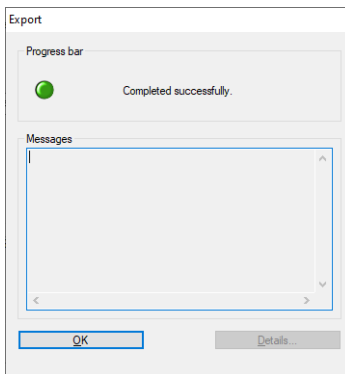 Export
Progress bar
Completed successfully.
Messages
OK
Details...